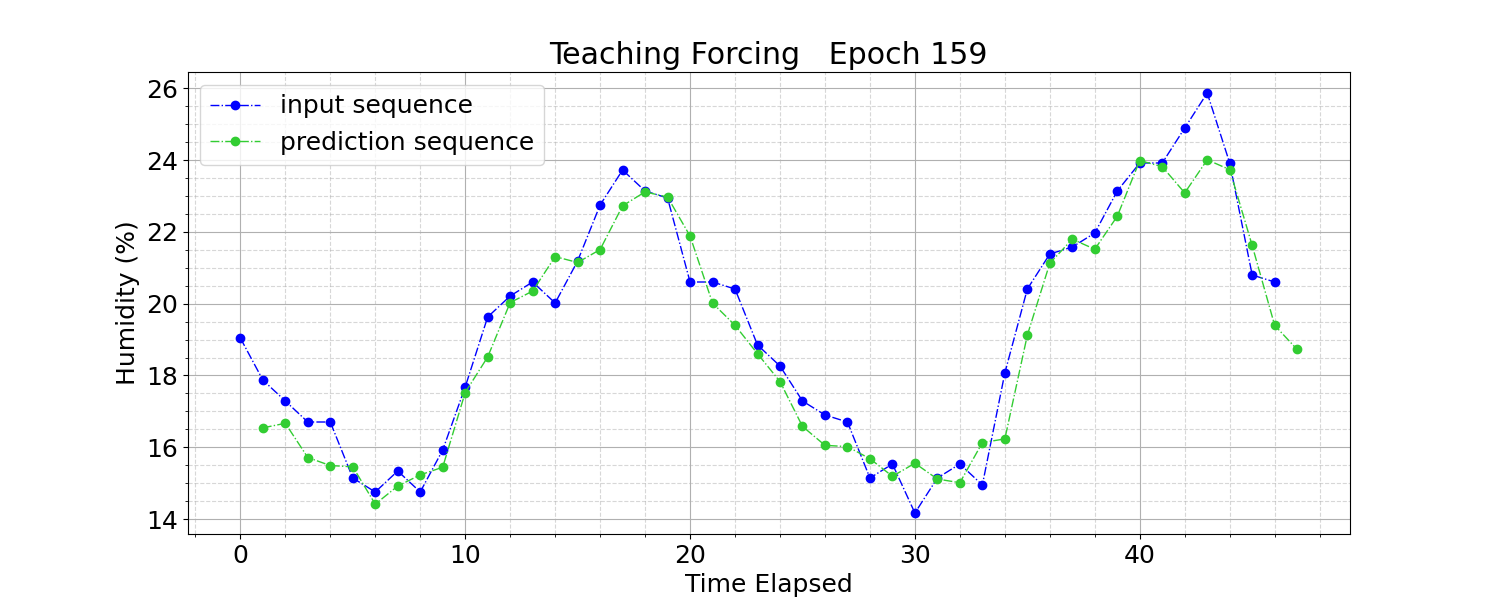 Teaching Forcing   Epoch 159
input sequence
prediction sequence
Humidity (%)
26
24
22
20
18
16
14
0 10 20 30 40
Time Elapsed